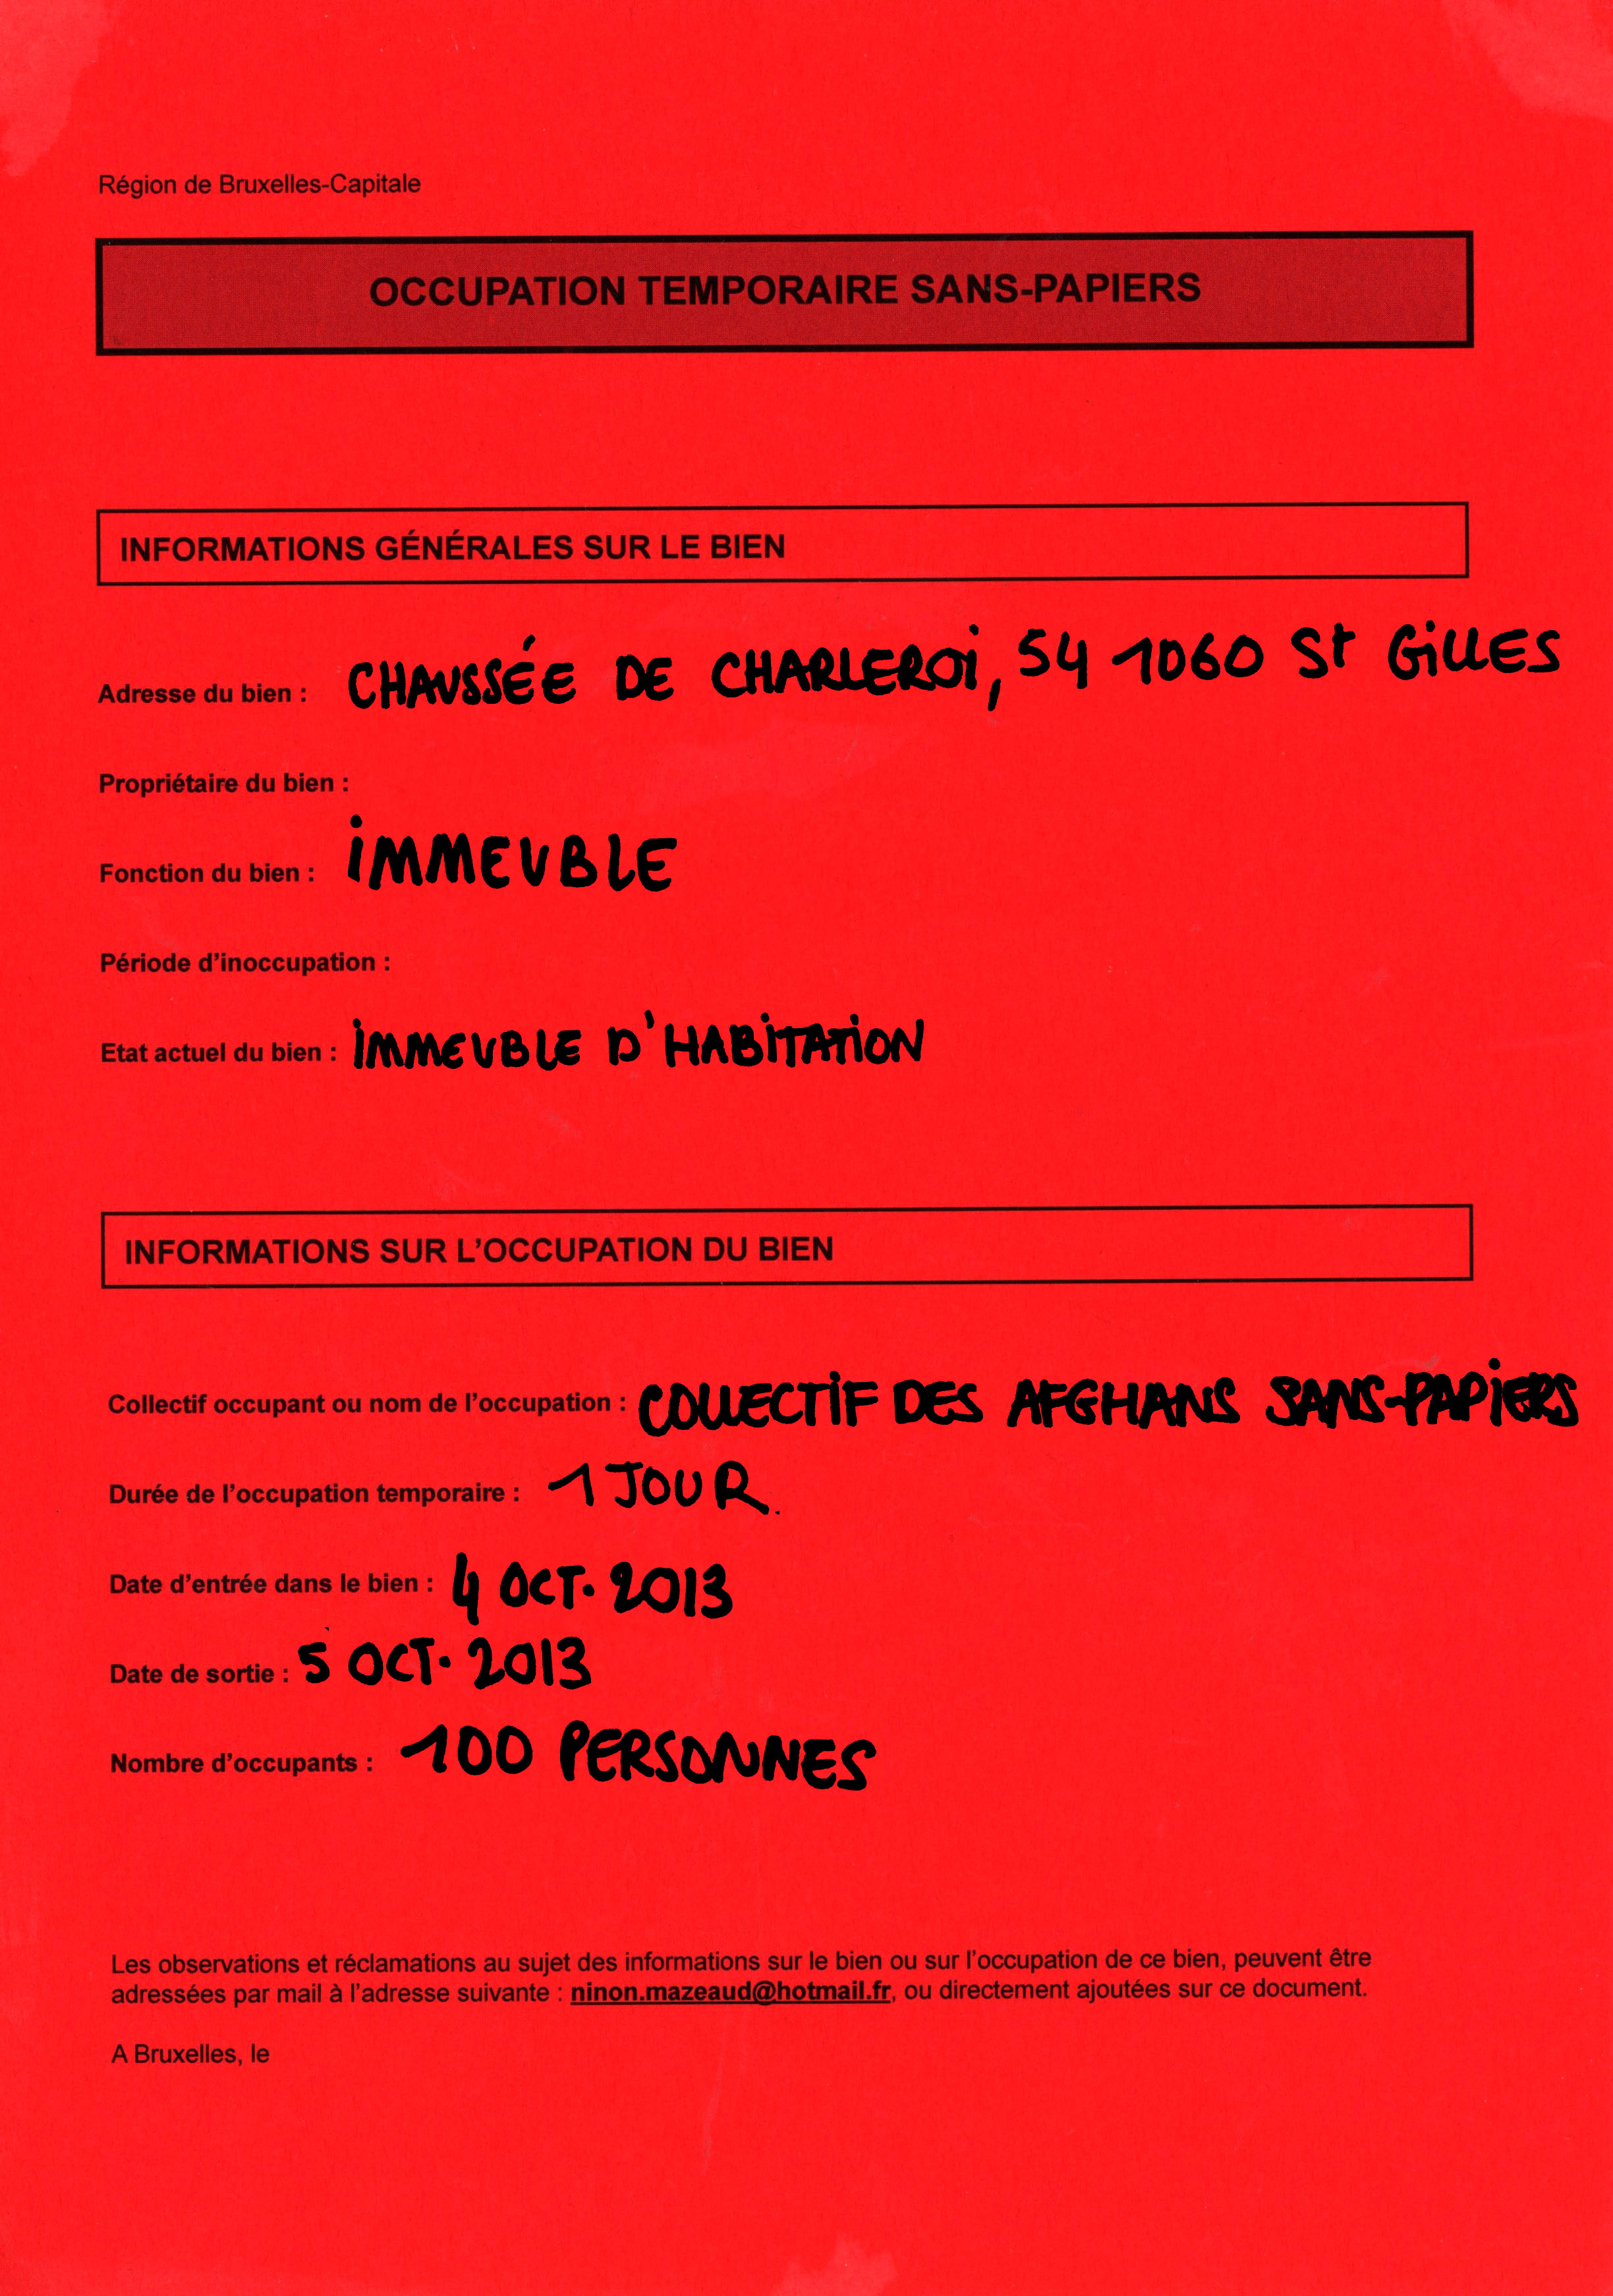 Région de Bruxelles-Capitale
OCCUPATION TEMPORAIRE SANS-PAPIERS
INFORMATIONS GÉNÉRALES SUR LE BIEN
Adresse du bien : CHAUSSÉE DE CHARLEROI, 54 1060 St GILLES
Propriétaire du bien :
Fonction du bien : IMMEUBLE
Période d'inoccupation :
Etat actuel du bien : IMMEUBLE D'HABITATION
INFORMATIONS SUR L'OCCUPATION DU BIEN
Collectif occupant ou nom de l'occupation : COLLECTIF DES AFGHANS SANS-PAPIERS
Durée de l'occupation temporaire : 1 JOUR.
Date d'entrée dans le bien : 4 OCT. 2013
Date de sortie : 5 OCT. 2013
Nombre d'occupants : 100 PERSONNES
Les observations et réclamations au sujet des informations sur le bien ou sur l'occupation de ce bien, peuvent être
adressées par mail à l'adresse suivante : ninon.mazeaud@hotmail.fr, ou directement ajoutées sur ce document.
A Bruxelles, le